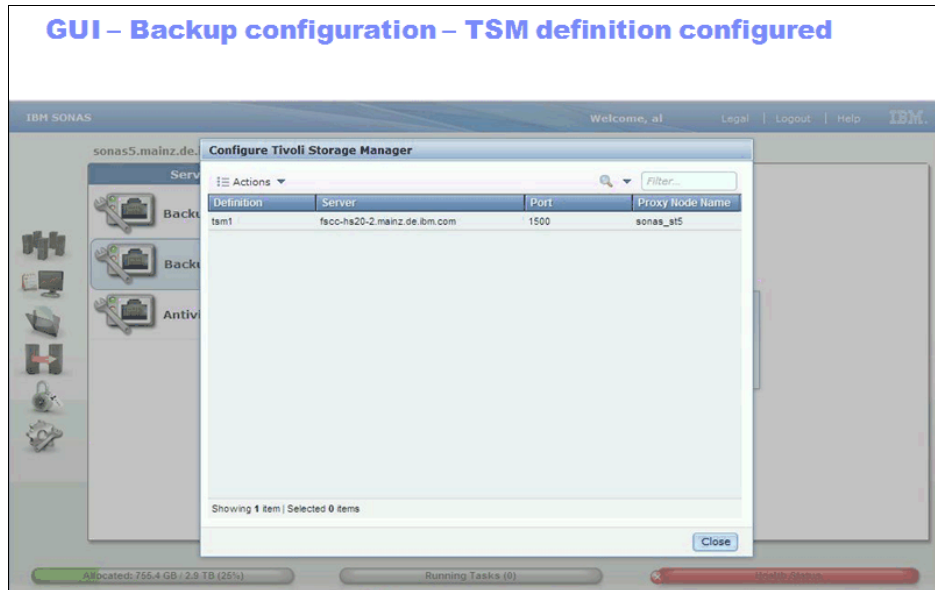 GUI – Backup configuration – TSM definition configured
IBM SONAS
Welcome, al
Legal | Logout | Help
IBM.
sonas5.mainz.de.
Configure Tivoli Storage Manager
Serv
Actions
Filter...
Definition Server Port Proxy Node Name
tsm1 fscc-hs20-2.mainz.de.ibm.com 1500 sonas_st5
Backu
Backu
Antivi
Showing 1 item | Selected 0 items
Close
Allocated: 755.4 GB / 2.9 TB (25%)
Running Tasks (0)
Health Status